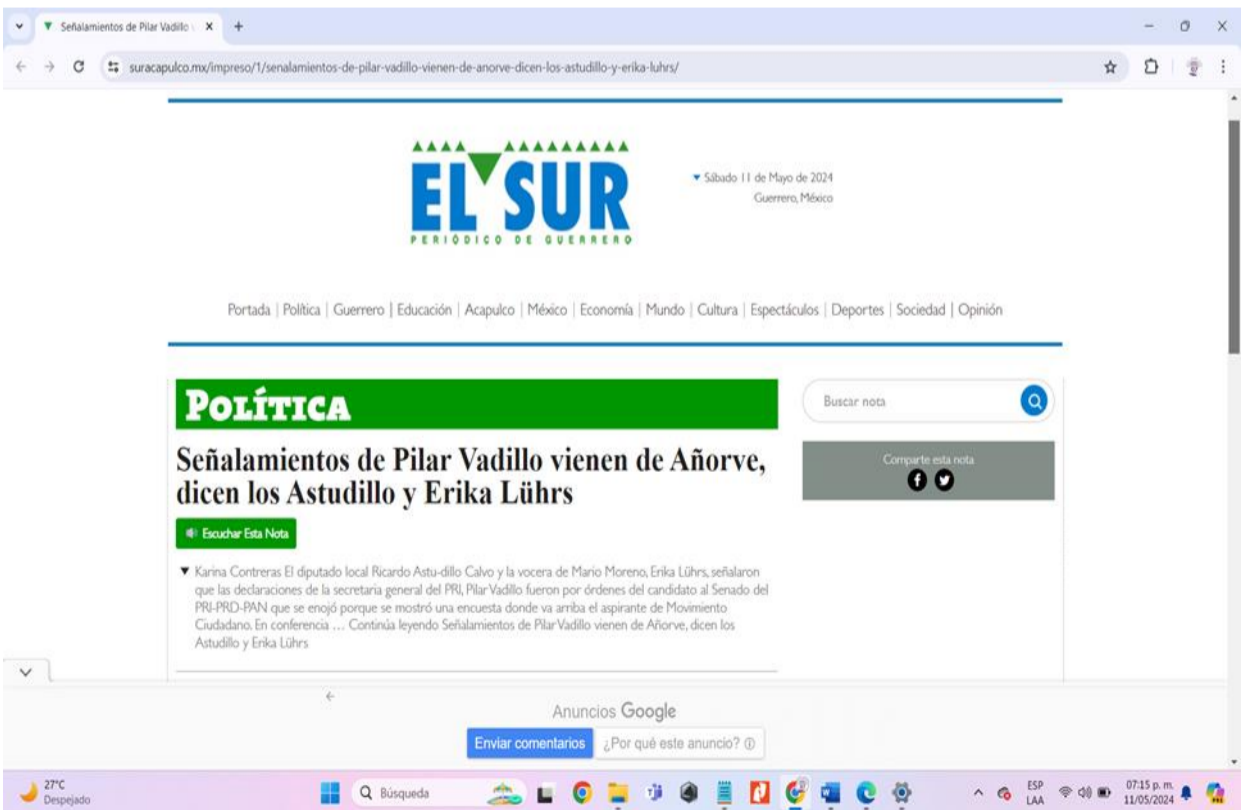 Señalamientos de Pilar Vadillo
suracapulco.mx/impreso/1/senalamientos-de-pilar-vadillo-vienen-de-anorve-dicen-los-astudillo-y-erika-luhrs/
EL SUR
PERIÓDICO DE GUERRERO
Sábado 11 de Mayo de 2024
Guerrero, México
Portada | Política | Guerrero | Educación | Acapulco | México | Economía | Mundo | Cultura | Espectáculos | Deportes | Sociedad | Opinión
POLÍTICA
Buscar nota
Señalamientos de Pilar Vadillo vienen de Añorve,
dicen los Astudillo y Erika Lührs
Comparte esta nota
Escuchar Esta Nota
Karina Contreras El diputado local Ricardo Astu-dillo Calvo y la vocera de Mario Moreno, Erika Lührs, señalaron
que las declaraciones de la secretaria general del PRI, Pilar Vadillo fueron por órdenes del candidato al Senado del
PRI-PRD-PAN que se enojó porque se mostró una encuesta donde va arriba el aspirante de Movimiento
Ciudadano. En conferencia … Continúa leyendo Señalamientos de Pilar Vadillo vienen de Añorve, dicen los
Astudillo y Erika Lührs
Anuncios Google
Enviar comentarios
¿Por qué este anuncio?
27°C
Despejado
Búsqueda
ESP
LAA
07:15 p. m.
11/05/2024